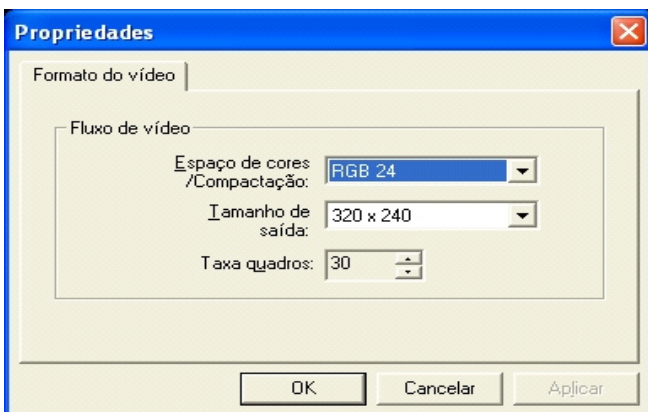 Propriedades
Formato do vídeo
Fluxo de vídeo
Espaço de cores
/Compactação:
RGB 24
Tamanho de
saída:
320 x 240
Taxa quadros:
30
OK
Cancelar
Aplicar